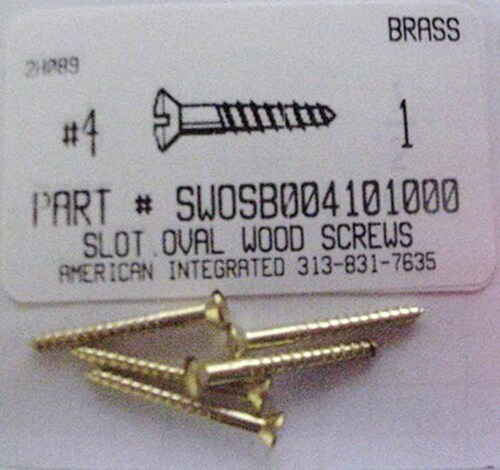 BRASS
2H089
#4 1
PART # SWOSB004101000
SLOT OVAL WOOD SCREWS
AMERICAN INTEGRATED 313-831-7635